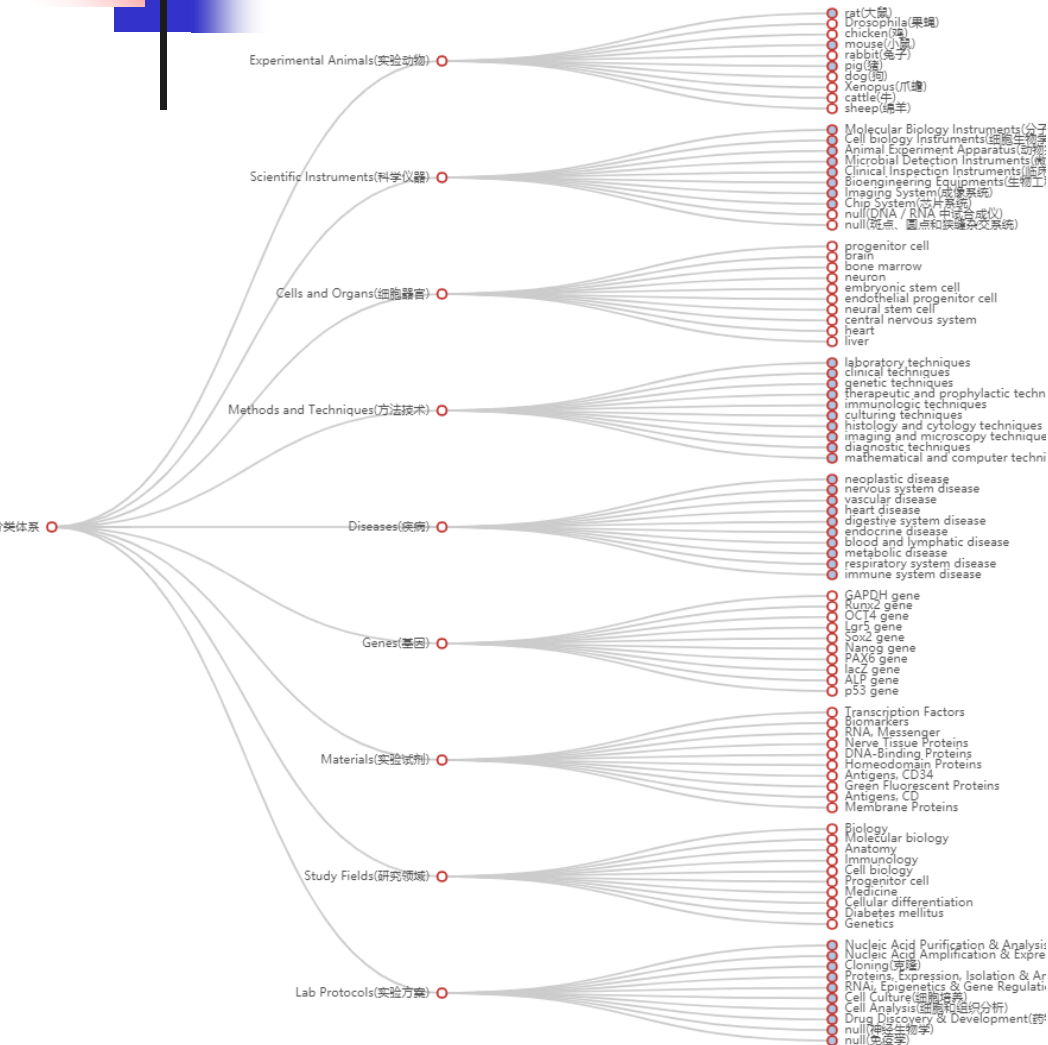 Experimental Animals(实验动物)
rat(大鼠)
Drosophila(果蝇)
chicken(鸡)
mouse(小鼠)
rabbit(兔子)
pig(猪)
dog(狗)
Xenopus(爪蟾)
cattle(牛)
sheep(绵羊)
Scientific Instruments(科学仪器)
Molecular Biology Instruments(分子
Cell biology Instruments(细胞生物学
Animal Experiment Apparatus(动物
Microbial Detection Instruments(微
Clinical Inspection Instruments(临床
Bioengineering Equipments(生物工程
Imaging System(成像系统)
Chip System(芯片系统)
null(DNA / RNA 中试合成仪)
null(斑点、圆点和狭缝杂交系统)
Cells and Organs(细胞器官)
progenitor cell
brain
bone marrow
neuron
embryonic stem cell
endothelial progenitor cell
neural stem cell
central nervous system
heart
liver
Methods and Techniques(方法技术)
laboratory techniques
clinical techniques
genetic techniques
therapeutic and prophylactic techn
immunologic techniques
culturing techniques
histology and cytology techniques
imaging and microscopy technique
diagnostic techniques
mathematical and computer techni
分类体系
Diseases(疾病)
neoplastic disease
nervous system disease
vascular disease
heart disease
digestive system disease
endocrine disease
blood and lymphatic disease
metabolic disease
respiratory system disease
immune system disease
Genes(基因)
GAPDH gene
Runx2 gene
OCT4 gene
Lgr5 gene
Sox2 gene
Nanog gene
PAX6 gene
lacZ gene
ALP gene
p53 gene
Materials(实验试剂)
Transcription Factors
Biomarkers
RNA, Messenger
Nerve Tissue Proteins
DNA-Binding Proteins
Homeodomain Proteins
Antigens, CD34
Green Fluorescent Proteins
Antigens, CD
Membrane Proteins
Study Fields(研究领域)
Biology
Molecular biology
Anatomy
Immunology
Cell biology
Progenitor cell
Medicine
Cellular differentiation
Diabetes mellitus
Genetics
Lab Protocols(实验方案)
Nucleic Acid Purification & Analysis
Nucleic Acid Amplification & Expre
Cloning(克隆)
Proteins, Expression, Isolation & An
RNAi, Epigenetics & Gene Regulati
Cell Culture(细胞培养)
Cell Analysis(细胞和组织分析)
Drug Discovery & Development(药
null(神经生物学)
null(免疫学)